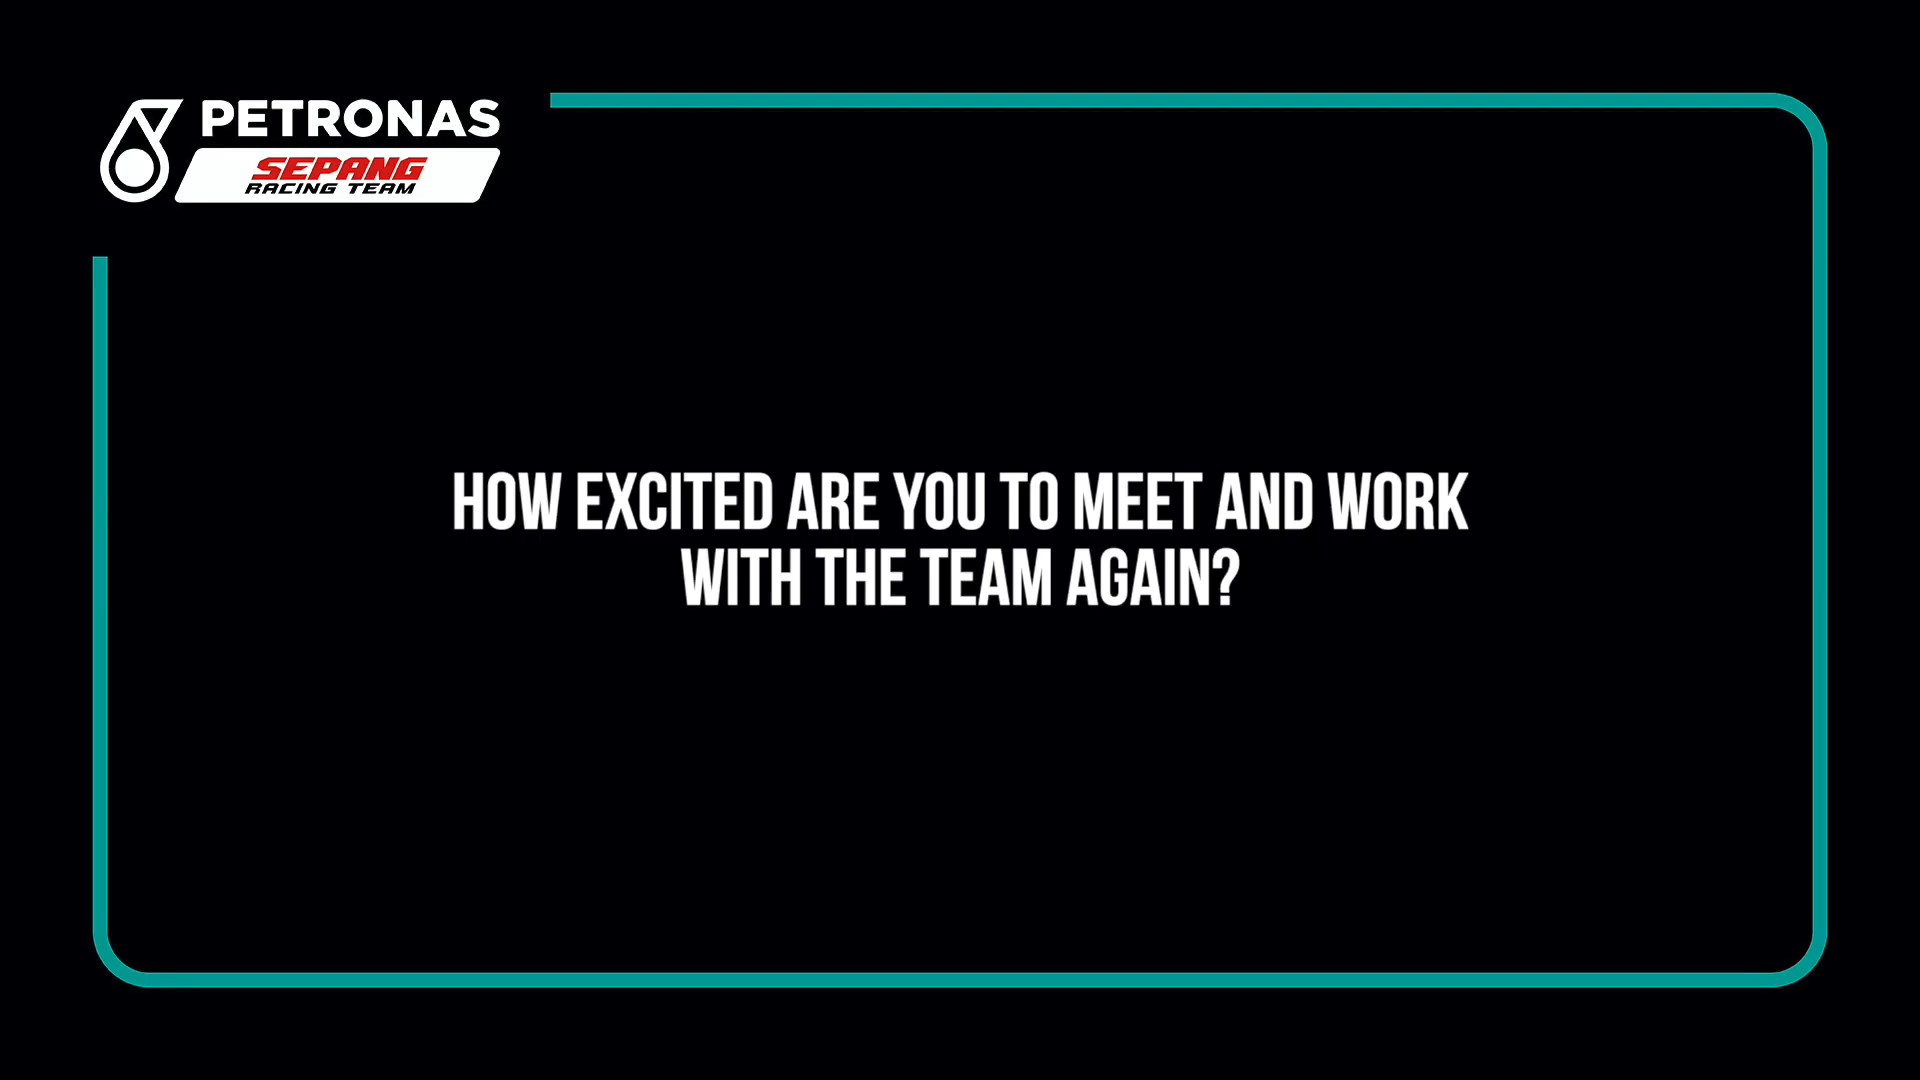 PETRONAS
SEPANG
RACING TEAM
HOW EXCITED ARE YOU TO MEET AND WORK
WITH THE TEAM AGAIN?